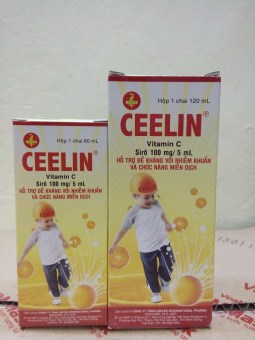 Hộp 1 chai 60 mL
CEELIN®
Vitamin C
Sirô 100 mg/ 5 mL
HỖ TRỢ ĐỀ KHÁNG VỚI NHIỄM KHUẨN
VÀ CHỨC NĂNG MIỄN DỊCH
Hộp 1 chai 120 mL
CEELIN®
Vitamin C
Sirô 100 mg/ 5 mL
HỖ TRỢ ĐỀ KHÁNG VỚI NHIỄM KHUẨN
VÀ CHỨC NĂNG MIỄN DỊCH